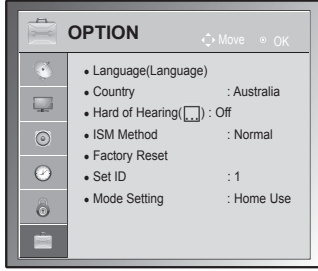 OPTION
Move OK
• Language(Language)
• Country : Australia
• Hard of Hearing( ) : Off
• ISM Method : Normal
• Factory Reset
• Set ID : 1
• Mode Setting : Home Use